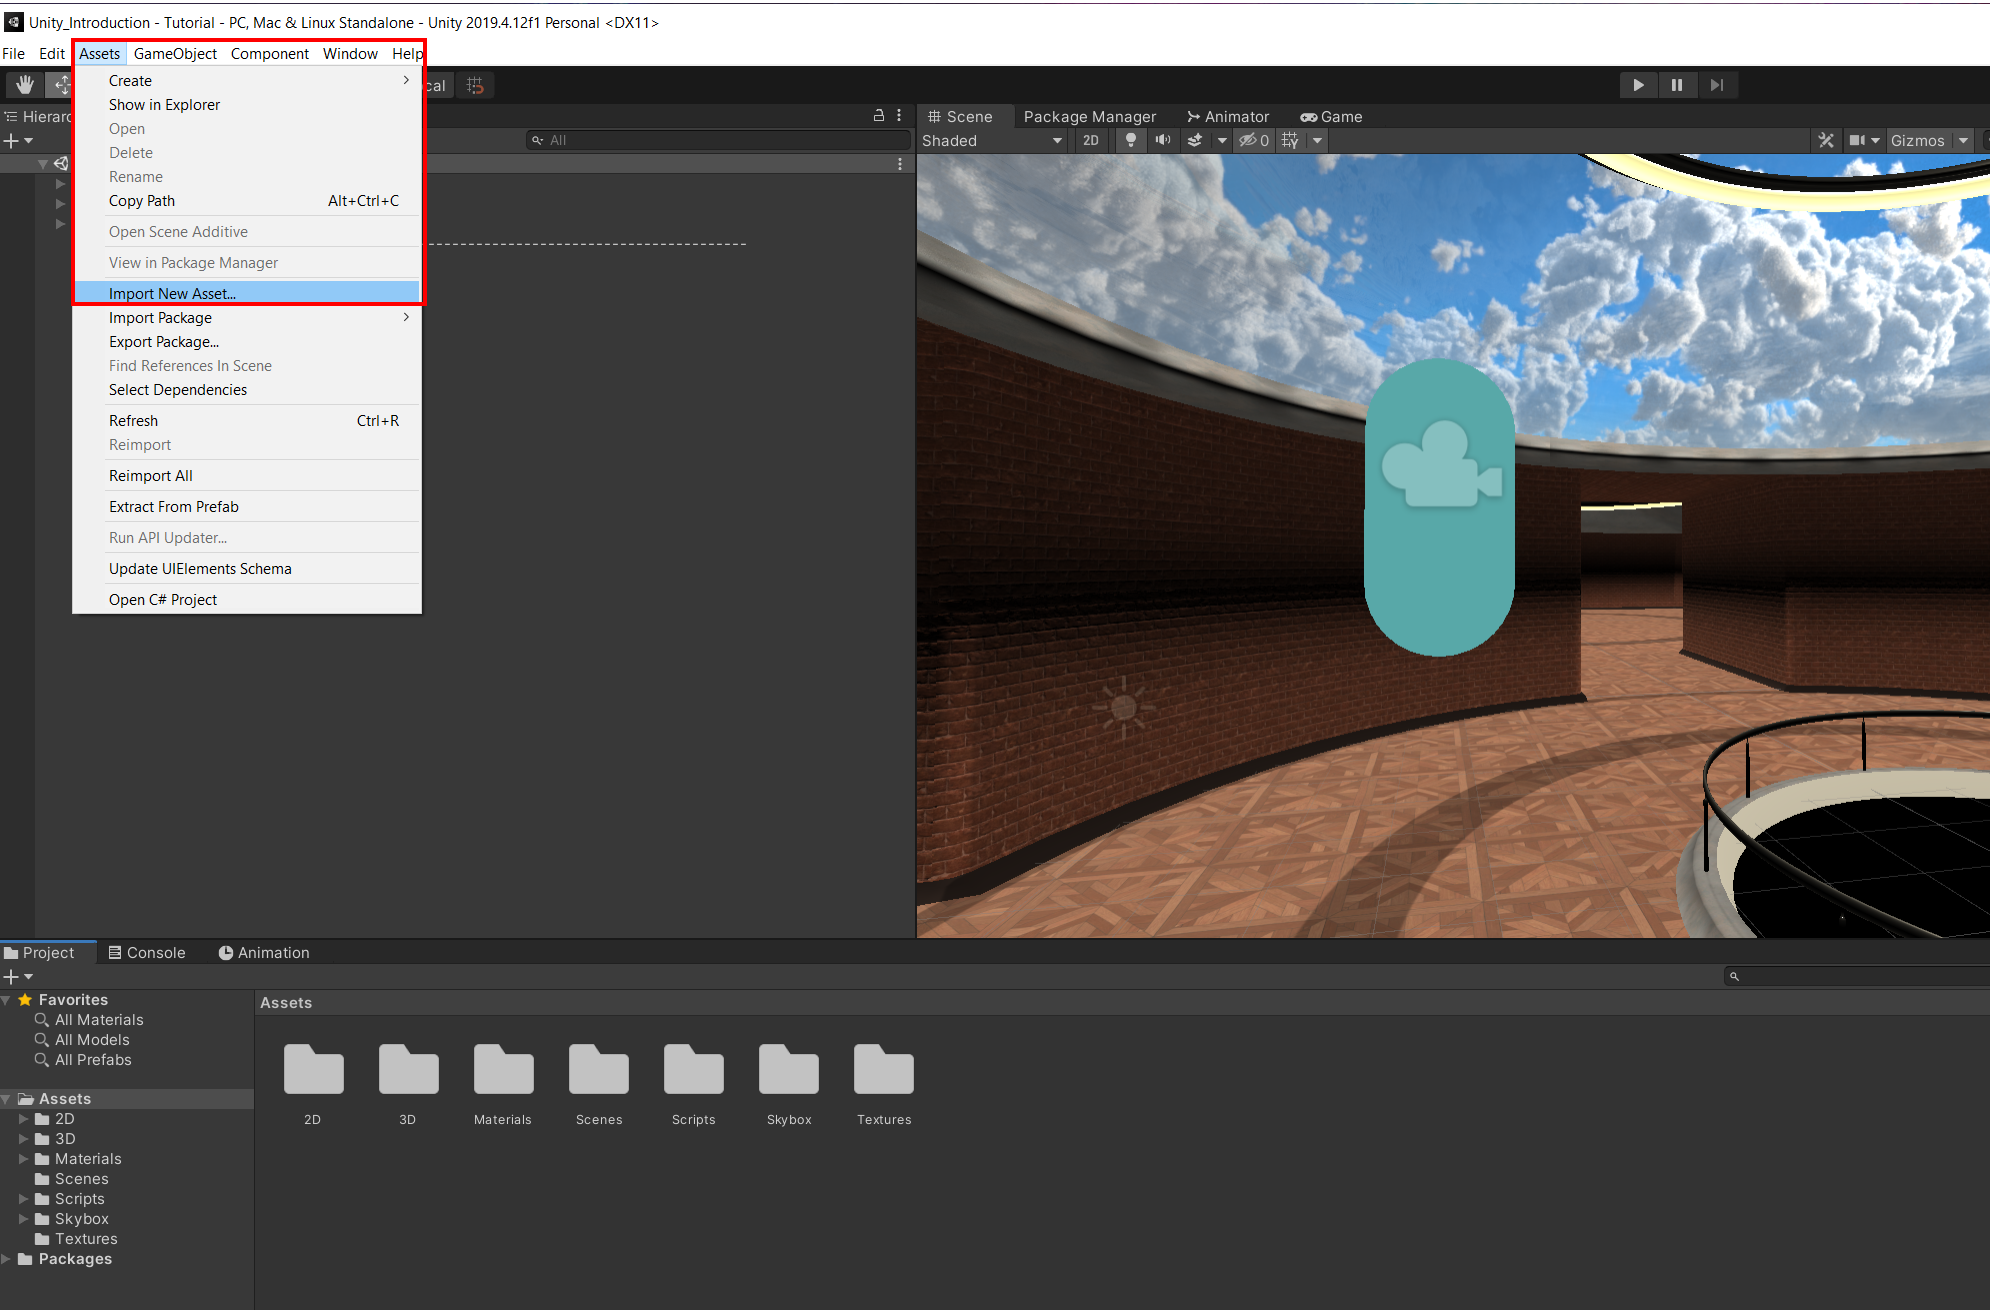 Unity_Introduction - Tutorial - PC, Mac & Linux Standalone - Unity 2019.4.12f1 Personal <DX11>
File Edit Assets GameObject Component Window Help
Create
Show in Explorer
Open
Delete
Rename
Copy Path Alt+Ctrl+C
Open Scene Additive
View in Package Manager
Import New Asset...
Import Package
Export Package...
Find References In Scene
Select Dependencies
Refresh Ctrl+R
Reimport
Reimport All
Extract From Prefab
Run API Updater...
Update UIElements Schema
Open C# Project
cal
Hierarc
All
Scene Package Manager Animator Game
Shaded 2D 0 Gizmos
Project Console Animation
Favorites
All Materials
All Models
All Prefabs
Assets
2D
3D
Materials
Scenes
Scripts
Skybox
Textures
Packages
Assets
2D 3D Materials Scenes Scripts Skybox Textures